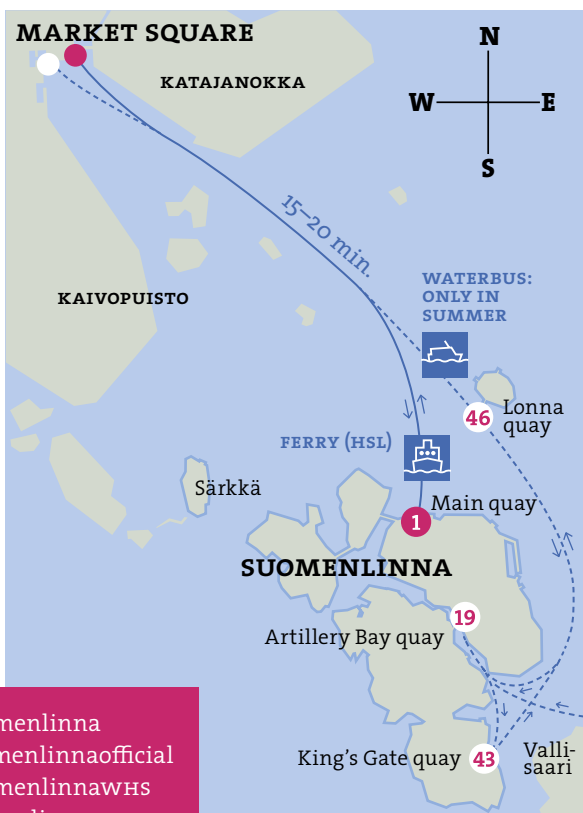 MARKET SQUARE
KATAJANOKKA
N
W
E
S
15–20 min.
KAIVOPUISTO
WATERBUS:
ONLY IN
SUMMER
46
Lonna
quay
FERRY (HSL)
Särkkä
Main quay
1
SUOMENLINNA
19
Artillery Bay quay
King's Gate quay
43
Valli-
saari
menlinna
menlinnaofficial
menlinnaWHS